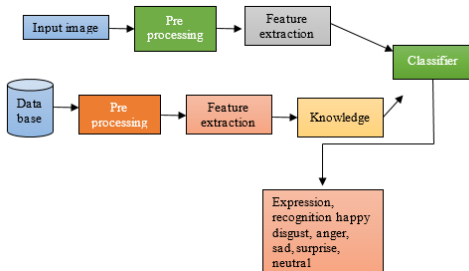 Input image
Pre
processing
Feature
extraction
Classifier
Data
base
Pre
processing
Feature
extraction
Knowledge
Expression,
recognition happy
disgust, anger,
sad, surprise,
neutral